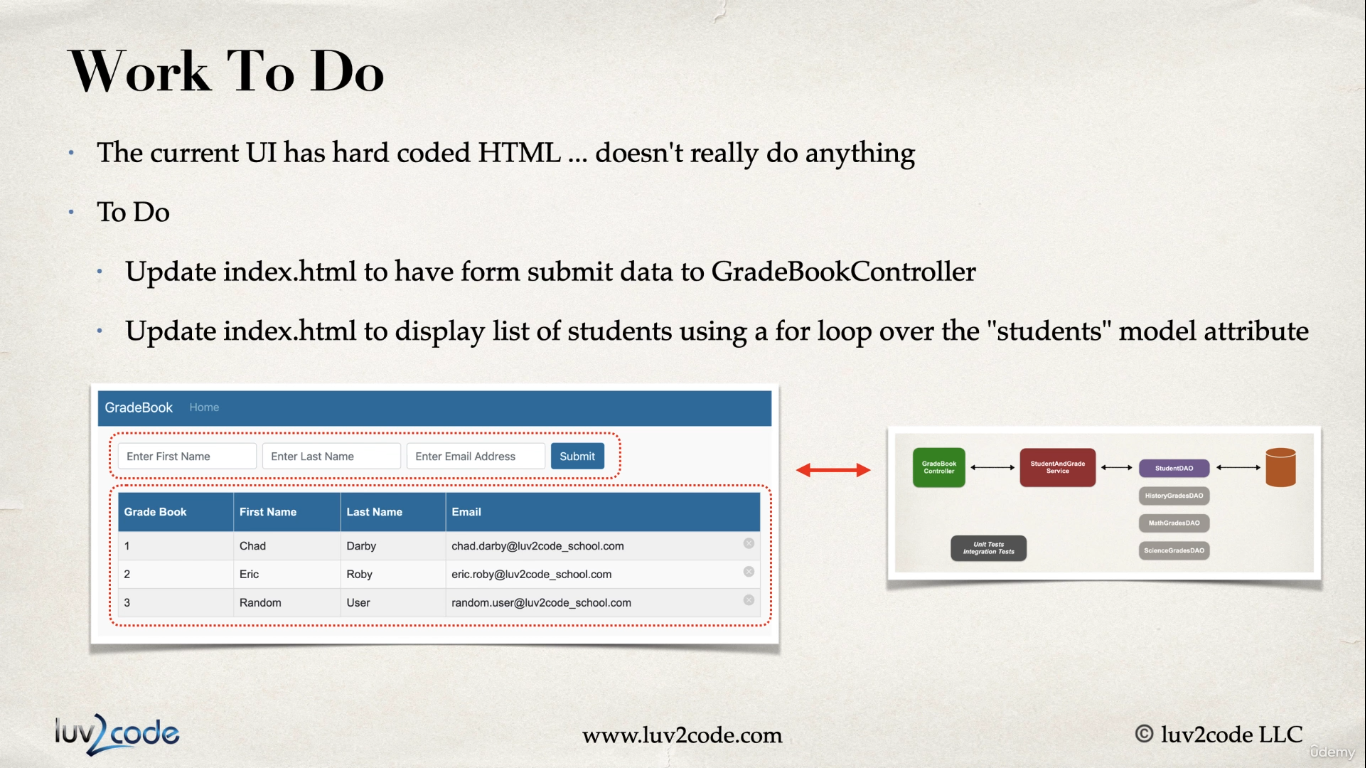 Work To Do
The current UI has hard coded HTML ... doesn't really do anything
To Do
Update index.html to have form submit data to GradeBookController
Update index.html to display list of students using a for loop over the "students" model attribute
GradeBook Home
Enter First Name Enter Last Name Enter Email Address Submit
Grade Book First Name Last Name Email
1 Chad Darby chad.darby@luv2code_school.com
2 Eric Roby eric.roby@luv2code_school.com
3 Random User random.user@luv2code_school.com
GradeBook
Controller
StudentAndGrade
Service
StudentDAO
HistoryGradesDAO
MathGradesDAO
ScienceGradesDAO
Unit Tests
Integration Tests
luv2code
www.luv2code.com
© luv2code LLC
ûdemy